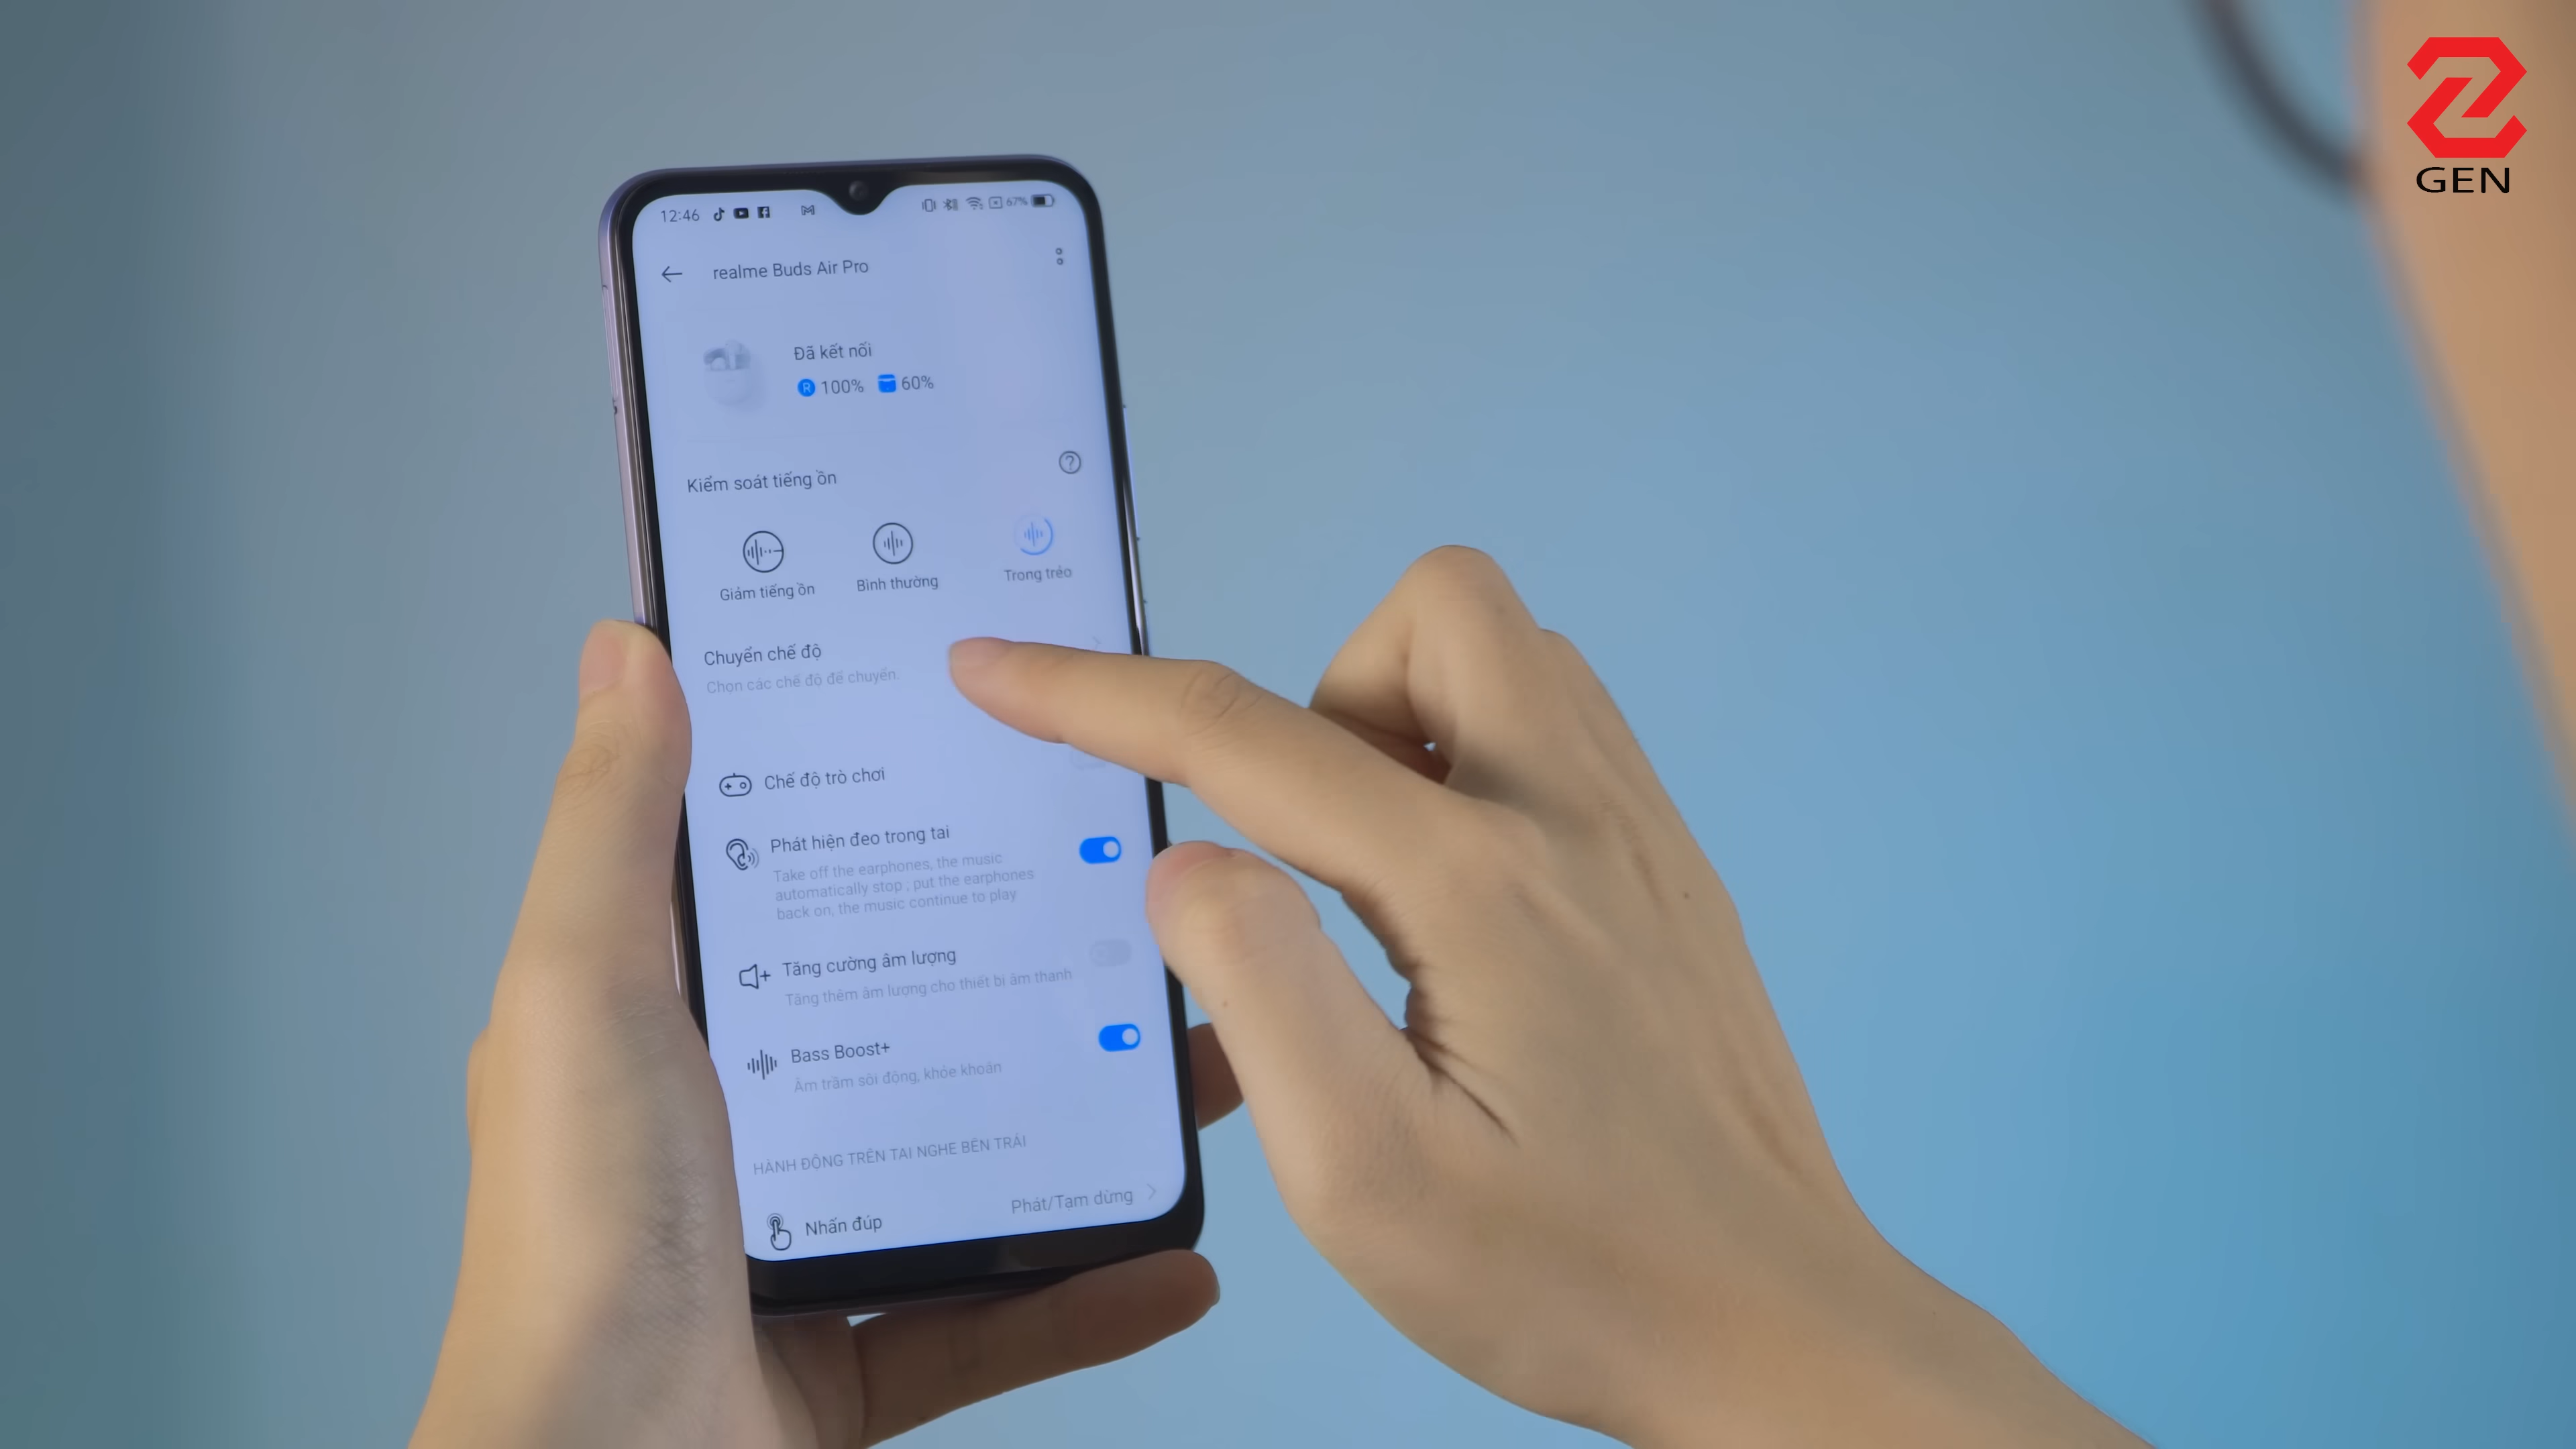 12:46
67%
realme Buds Air Pro
Đã kết nối
R 100% 60%
Kiểm soát tiếng ồn
?
Giảm tiếng ồn
Bình thường
Trong trẻo
Chuyển chế độ
Chọn các chế độ để chuyển.
Chế độ trò chơi
Phát hiện đeo trong tai
Take off the earphones, the music
automatically stop ; put the earphones
back on, the music continue to play
Tăng cường âm lượng
Tăng thêm âm lượng cho thiết bị âm thanh
Bass Boost+
Âm trầm sôi động, khỏe khoắn
HÀNH ĐỘNG TRÊN TAI NGHE BÊN TRÁI
Nhấn đúp
Phát/Tạm dừng
Z
GEN